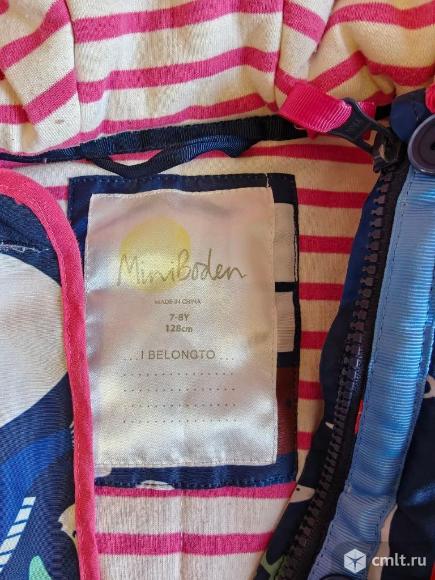 MiniBoden
MADE IN CHINA
7-8Y
128cm
...I BELONGTO...
cmlt.ru